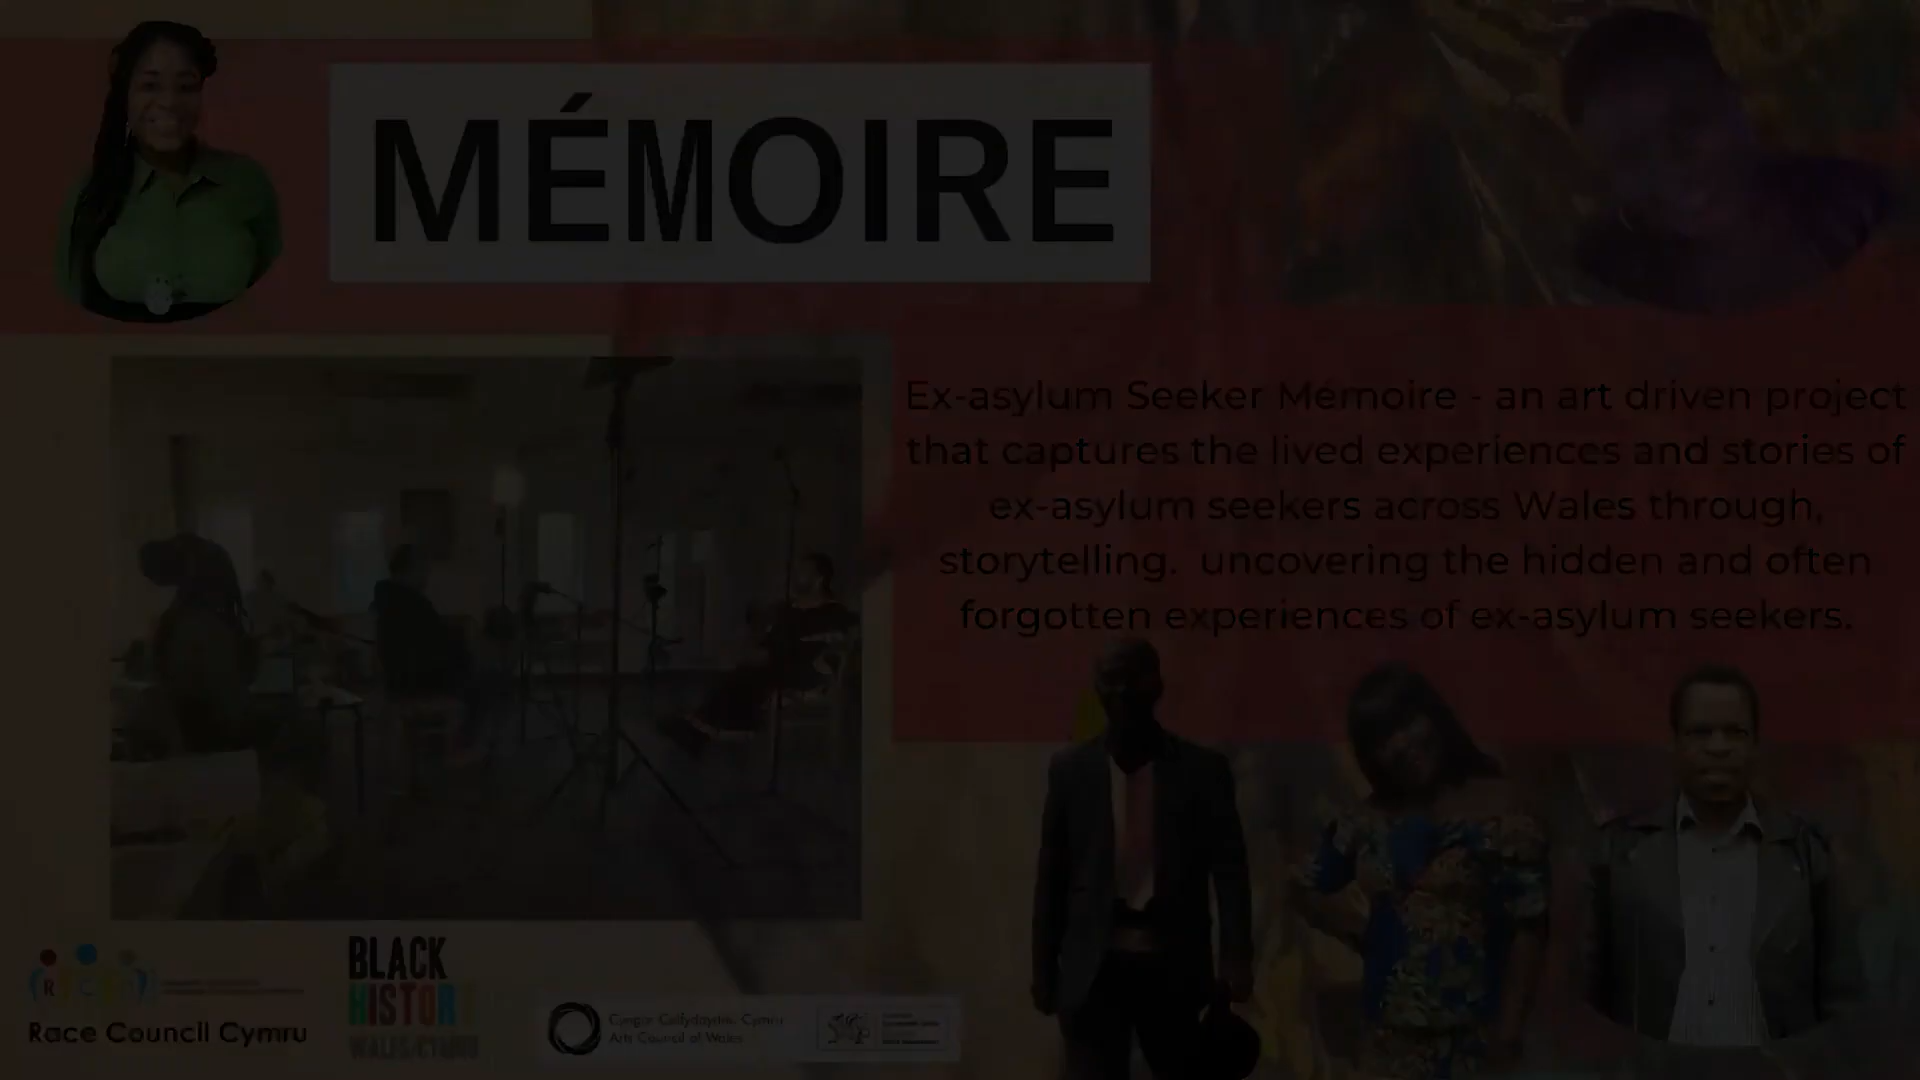 MÉMOIRE
Ex-asylum Seeker Mémoire - an art driven project
that captures the lived experiences and stories of
ex-asylum seekers across Wales through,
storytelling.  uncovering the hidden and often
forgotten experiences of ex-asylum seekers.
Race Council Cymru
BLACK
HISTORY
WALES/CYMRU
Cyngor Celfyddydau Cymru
Arts Council of Wales